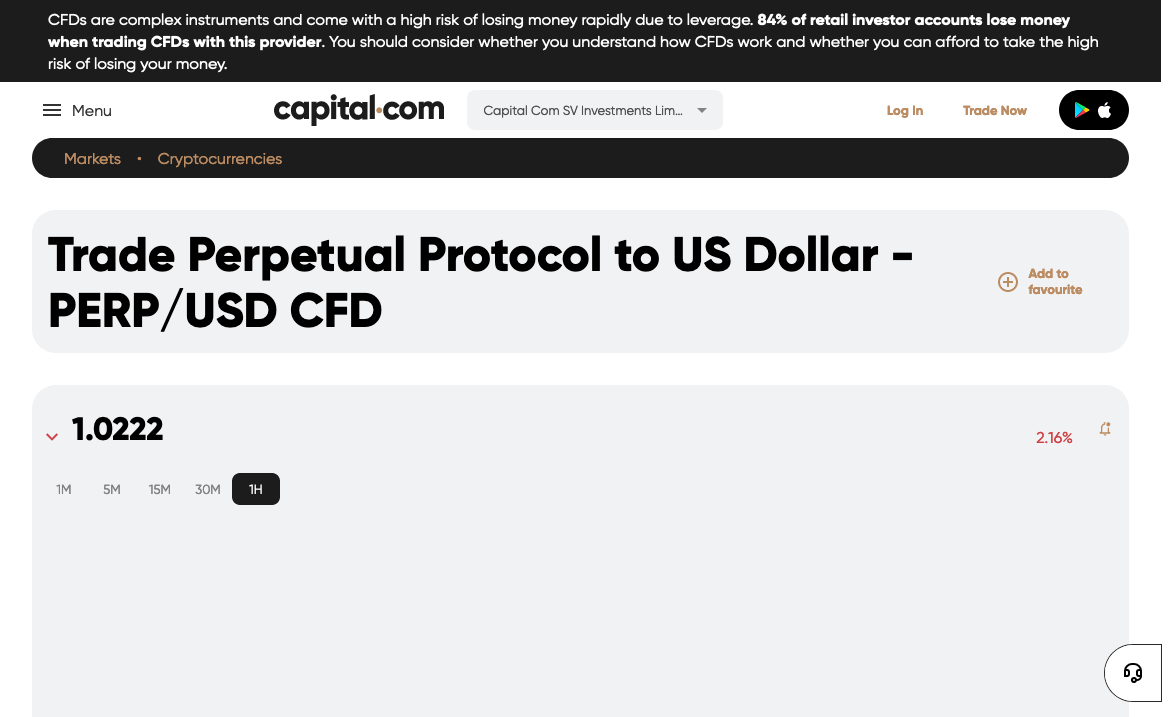 CFDs are complex instruments and come with a high risk of losing money rapidly due to leverage. 84% of retail investor accounts lose money
when trading CFDs with this provider. You should consider whether you understand how CFDs work and whether you can afford to take the high
risk of losing your money.
Menu
capital.com
Capital Com SV Investments Lim...
Log In
Trade Now
Markets • Cryptocurrencies
Trade Perpetual Protocol to US Dollar -
PERP/USD CFD
Add to
favourite
1.0222
2.16%
1M 5M 15M 30M 1H